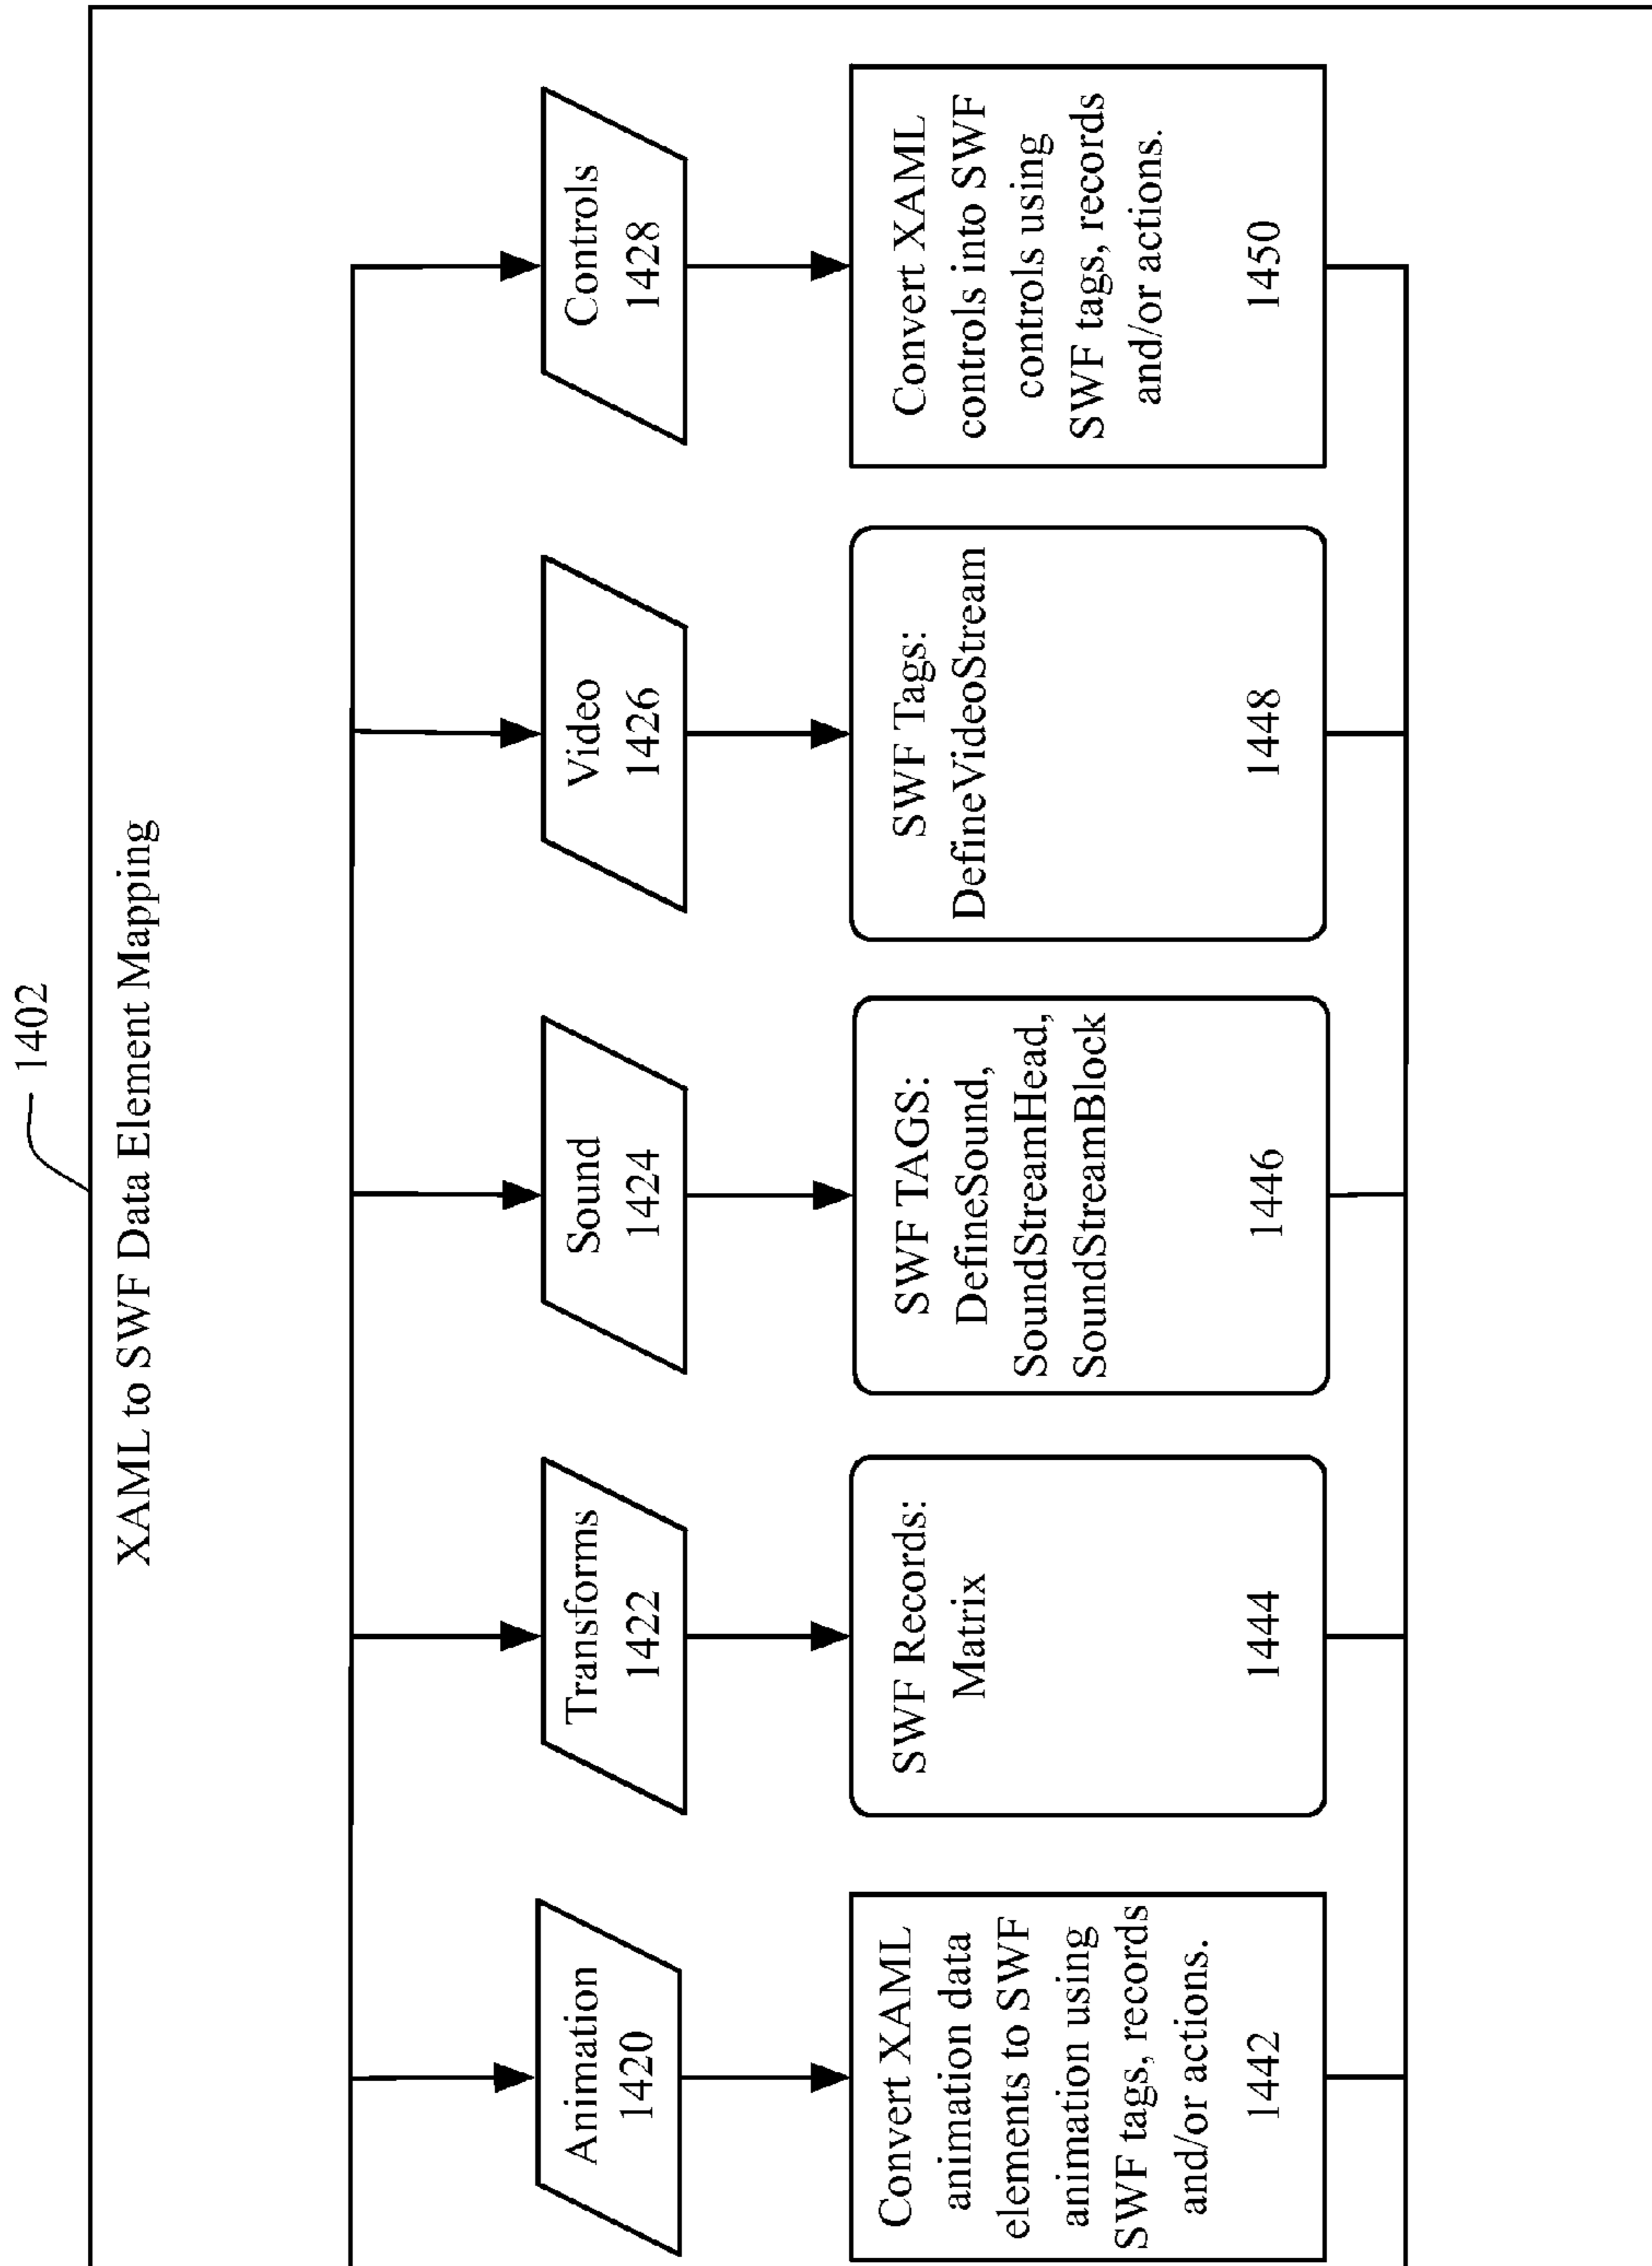 1402
XAML to SWF Data Element Mapping
Animation
1420
Transforms
1422
Sound
1424
Video
1426
Controls
1428
Convert XAML
animation data
elements to SWF
animation using
SWF tags, records
and/or actions.
1442
SWF Records:
Matrix
1444
SWF TAGS:
DefineSound,
SoundStreamHead,
SoundStreamBlock
1446
SWF Tags:
DefineVideoStream
1448
Convert XAML
controls into SWF
controls using
SWF tags, records
and/or actions.
1450